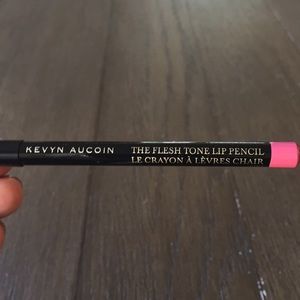 KEVYN AUCOIN
THE FLESH TONE LIP PENCIL
LE CRAYON À LÈVRES CHAIR